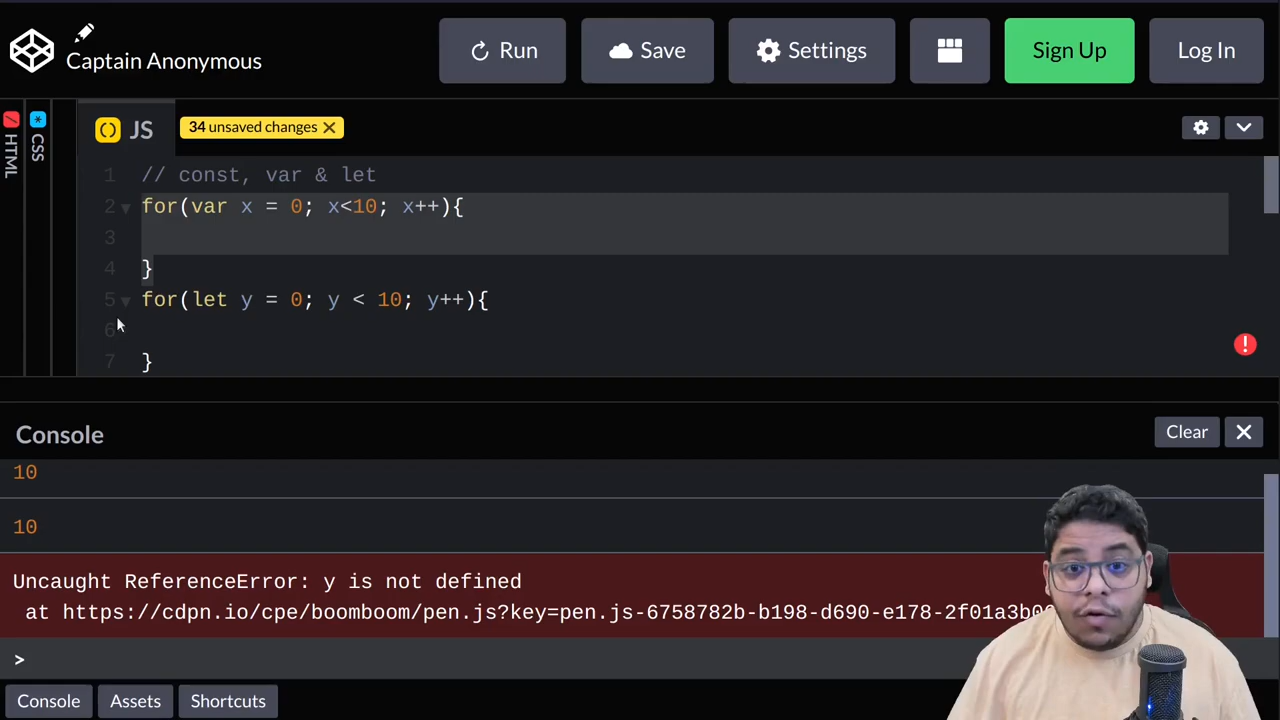 Captain Anonymous
Run
Save
Settings
Sign Up
Log In
HTML
CSS
JS
34 unsaved changes
1 // const, var & let
2 for(var x = 0; x<10; x++){
3
4 }
5 for(let y = 0; y < 10; y++){
6
7 }
Console
Clear
10
10
Uncaught ReferenceError: y is not defined
at https://cdpn.io/cpe/boomboom/pen.js?key=pen.js-6758782b-b198-d690-e178-2f01a3b0
>
Console
Assets
Shortcuts